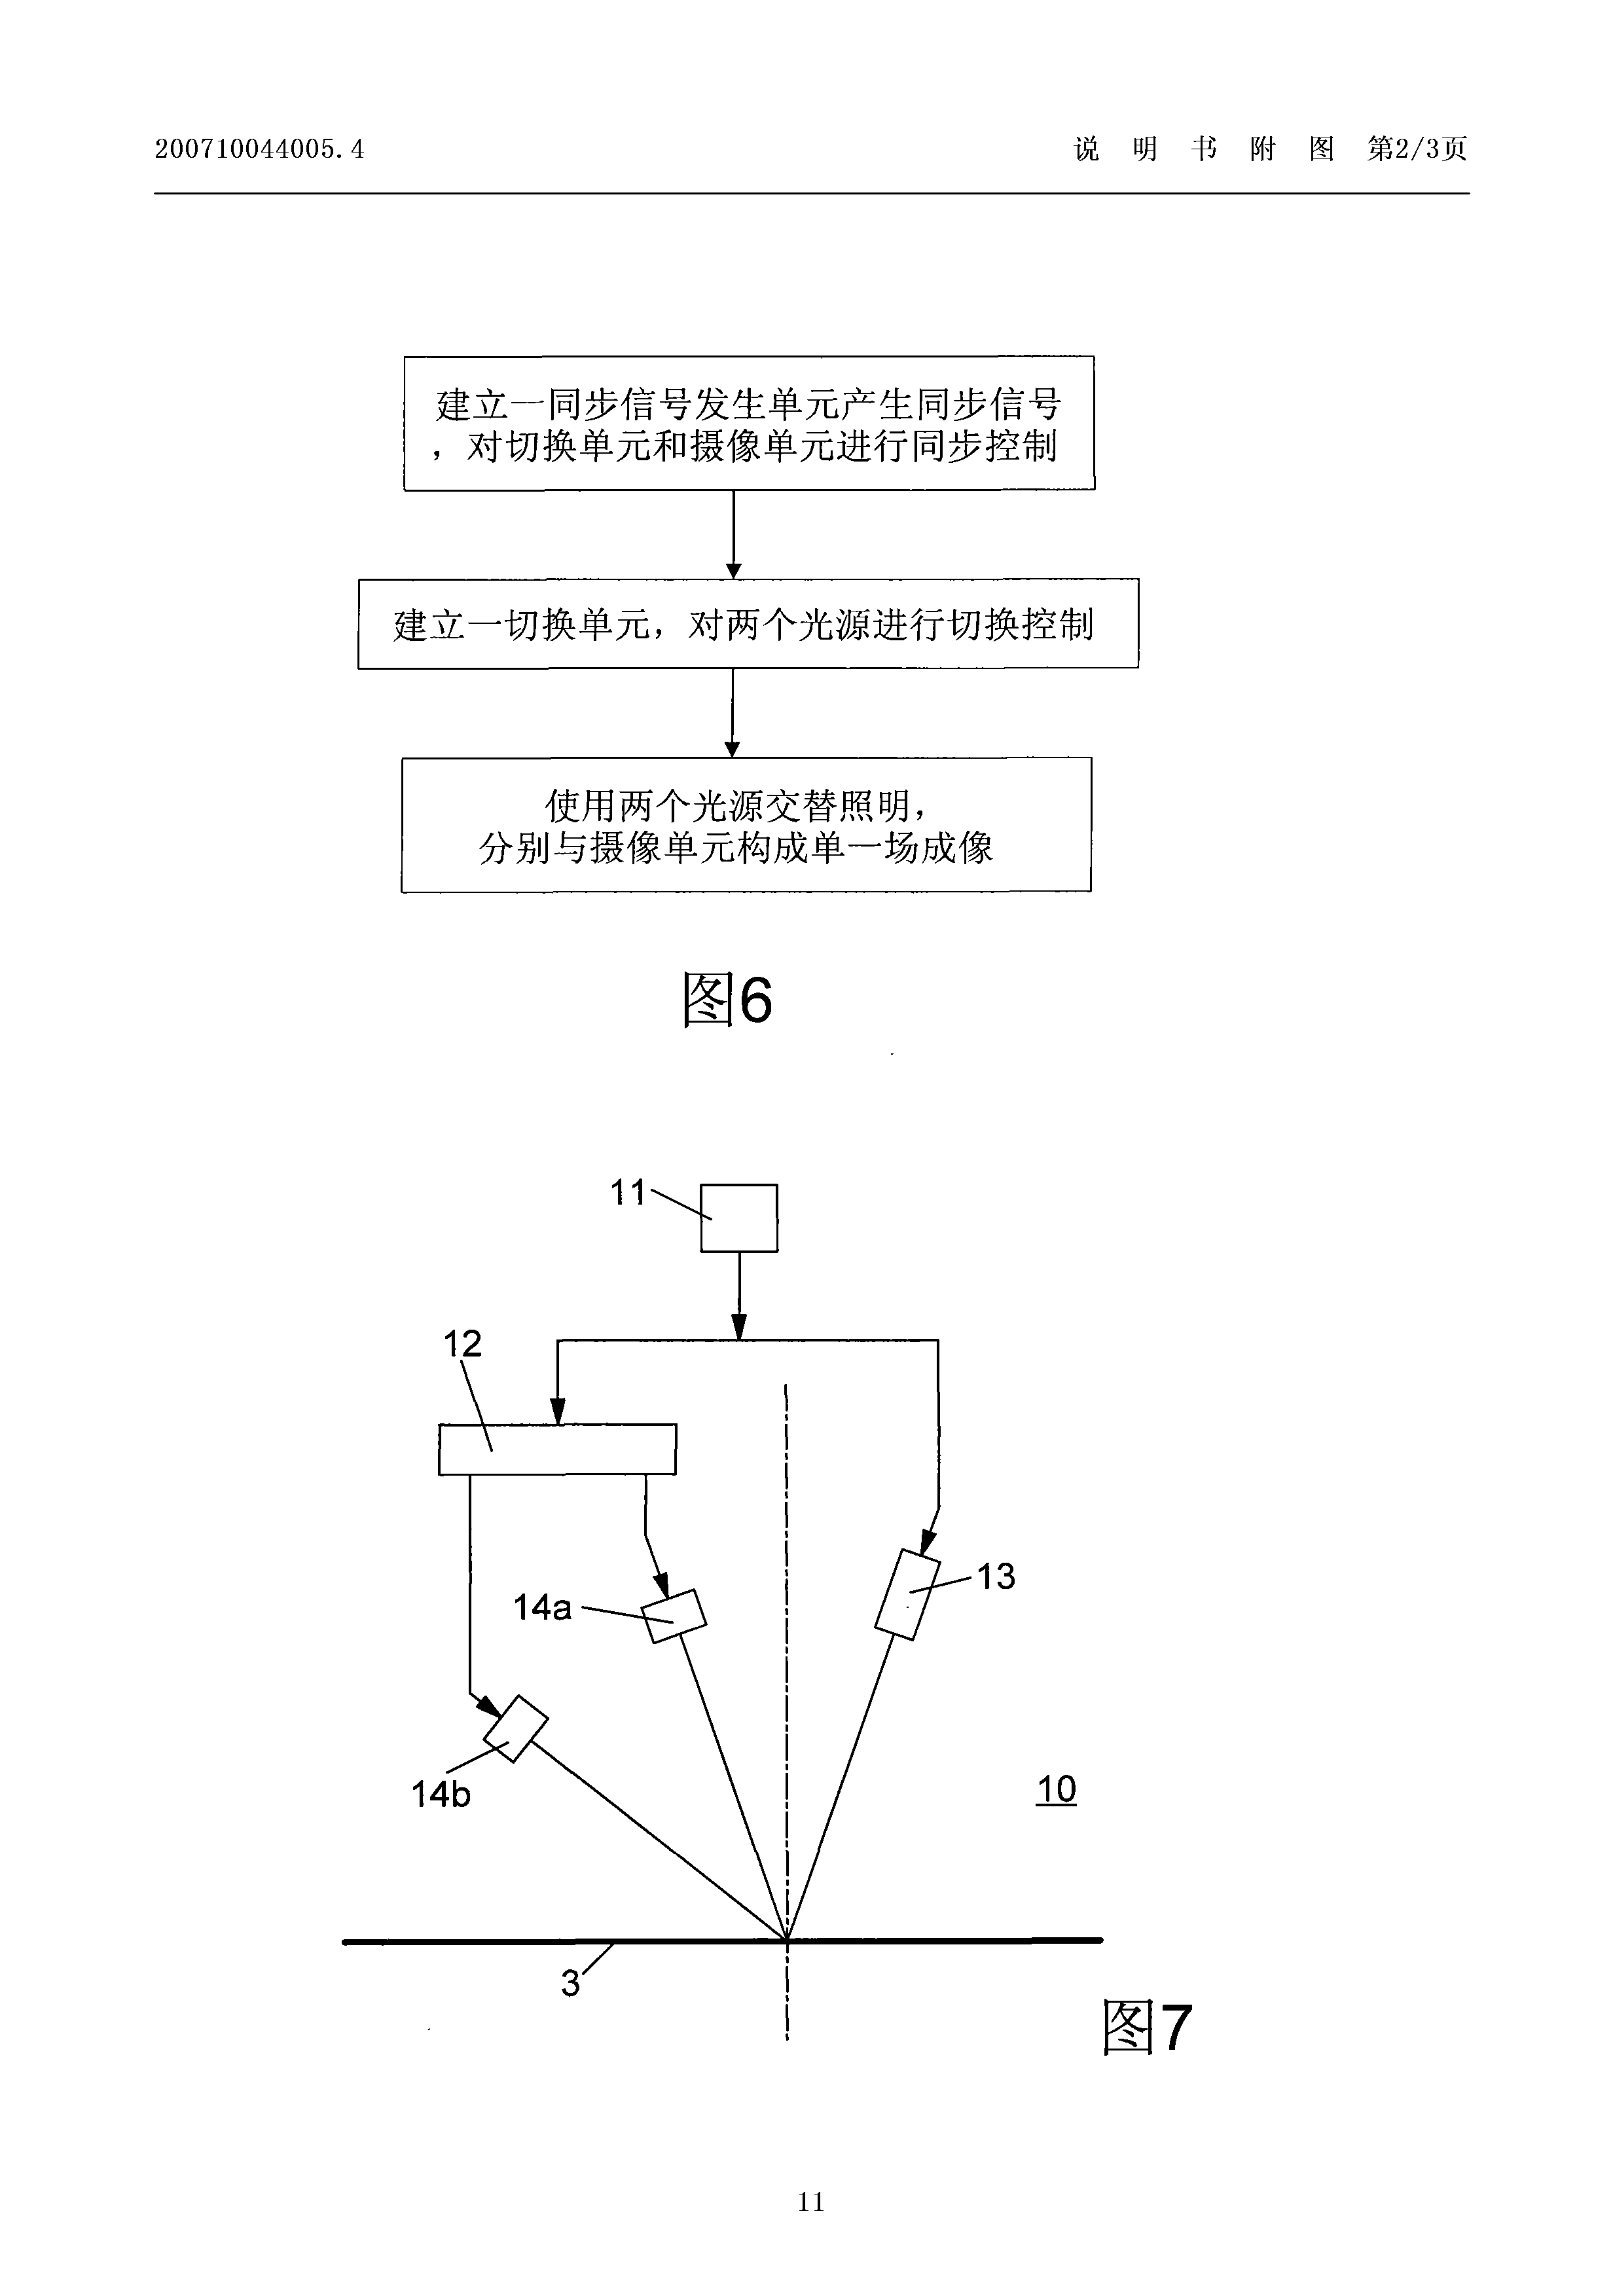 200710044005.4
说 明 书 附 图 第2/3页
建立一同步信号发生单元产生同步信号
，对切换单元和摄像单元进行同步控制
建立一切换单元，对两个光源进行切换控制
使用两个光源交替照明，
分别与摄像单元构成单一场成像
图6
11
12
13
14a
14b
10
3
图7
11